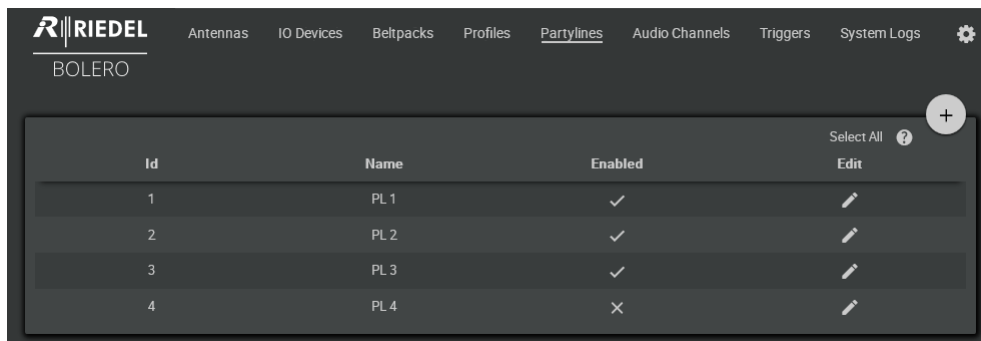 RIEDEL
BOLERO
Antennas IO Devices Beltpacks Profiles Partylines Audio Channels Triggers System Logs
+
Select All ?
Id Name Enabled Edit
1 PL 1
2 PL 2
3 PL 3
4 PL 4